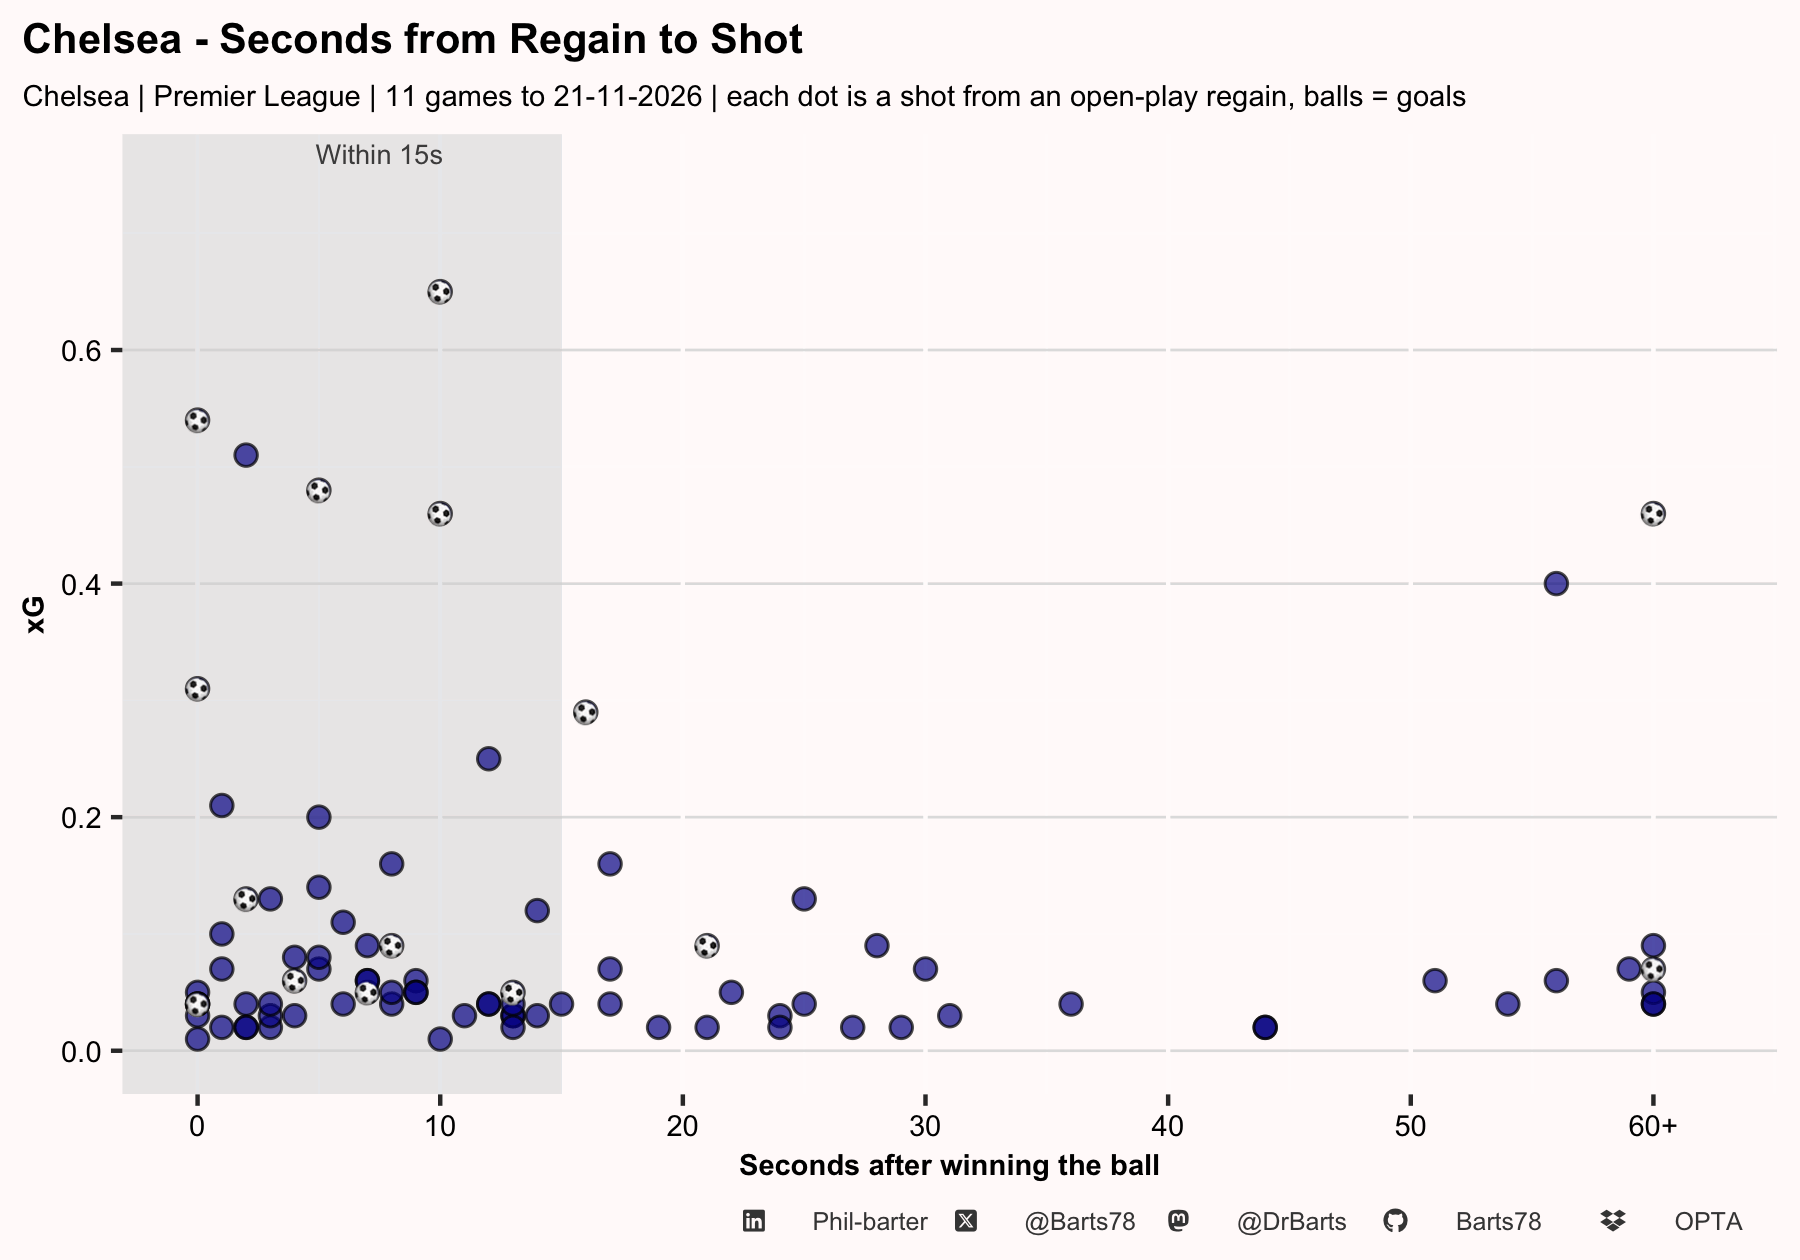 Chelsea - Seconds from Regain to Shot
Chelsea | Premier League | 11 games to 21-11-2026 | each dot is a shot from an open-play regain, balls = goals
Within 15s
0.6
0.4
0.2
0.0
xG
0 10 20 30 40 50 60+
Seconds after winning the ball
Phil-barter @Barts78 @DrBarts Barts78 OPTA